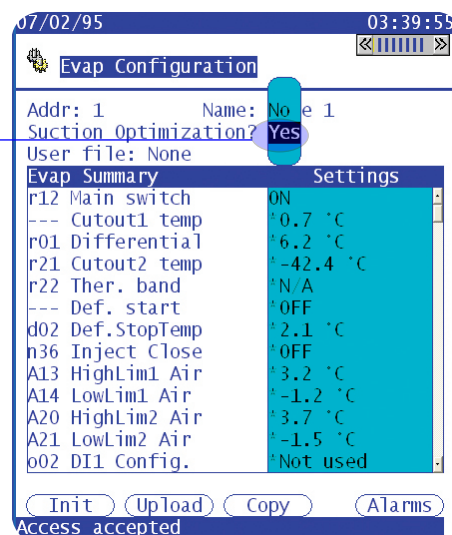 07/02/95 03:39:55
Evap Configuration
Addr: 1 Name: No e 1
Suction Optimization? Yes
User file: None
Evap Summary Settings
r12 Main switch ON
--- Cutout1 temp *0.7 °C
r01 Differential *6.2 °C
r21 Cutout2 temp *-42.4 °C
r22 Ther. band *N/A
--- Def. start *OFF
d02 Def.StopTemp *2.1 °C
n36 Inject Close *OFF
A13 HighLim1 Air *3.2 °C
A14 LowLim1 Air *-1.2 °C
A20 HighLim2 Air *3.7 °C
A21 LowLim2 Air *-1.5 °C
o02 DI1 Config. *Not used
Init Upload Copy Alarms
Access accepted